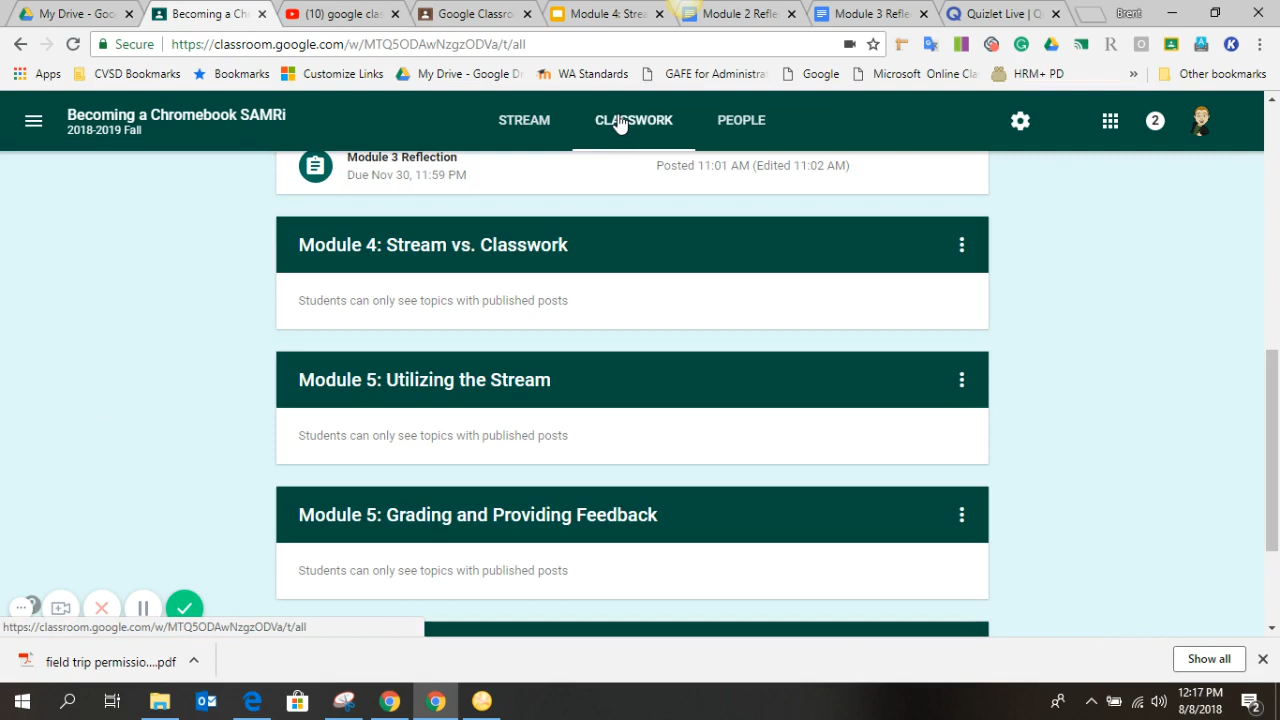 My Drive - Goo
Becoming a Chr
(10) google cla
Google Classro
Module 4: Strea
Module 2 Refle
Module 3 Refle
Quizlet Live | Q
Brent
Secure
https://classroom.google.com/w/MTQ5ODAwNzgzODVa/t/all
Apps
CVSD Bookmarks
Bookmarks
Customize Links
My Drive - Google Dr
WA Standards
GAFE for Administra
Google
Microsoft Online Cla
HRM+ PD
»
Other bookmarks
Becoming a Chromebook SAMRi
2018-2019 Fall
STREAM
CLASSWORK
PEOPLE
2
Module 3 Reflection
Due Nov 30, 11:59 PM
Posted 11:01 AM (Edited 11:02 AM)
Module 4: Stream vs. Classwork
Students can only see topics with published posts
Module 5: Utilizing the Stream
Students can only see topics with published posts
Module 5: Grading and Providing Feedback
Students can only see topics with published posts
https://classroom.google.com/w/MTQ5ODAwNzgzODVa/t/all
field trip permissio....pdf
Show all
12:17 PM
8/8/2018
2